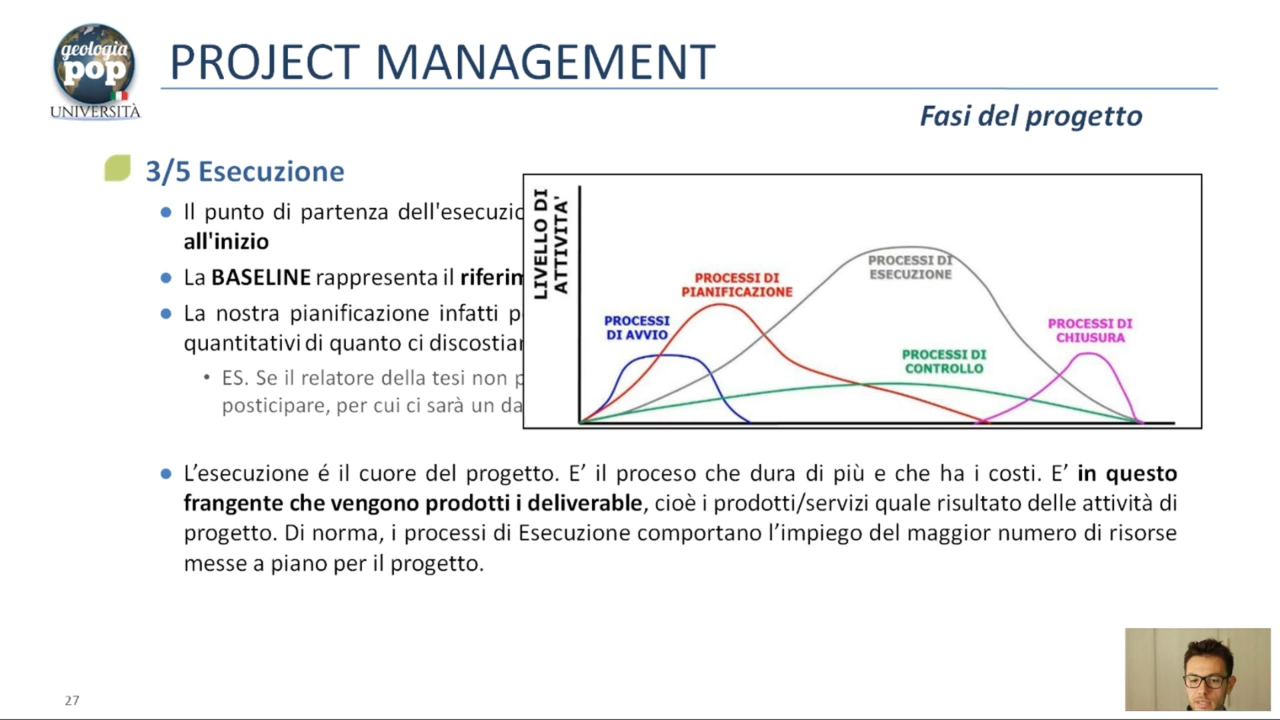 geologia
pop
UNIVERSITÀ
PROJECT MANAGEMENT
Fasi del progetto
3/5 Esecuzione
Il punto di partenza dell'esecuzio
all'inizio
La BASELINE rappresenta il riferim
La nostra pianificazione infatti p
quantitativi di quanto ci discostiar
ES. Se il relatore della tesi non p
posticipare, per cui ci sarà un da
LIVELLO DI
ATTIVITA'
PROCESSI
DI AVVIO
PROCESSI DI
PIANIFICAZIONE
PROCESSI DI
ESECUZIONE
PROCESSI DI
CONTROLLO
PROCESSI DI
CHIUSURA
L'esecuzione é il cuore del progetto. E' il processo che dura di più e che ha i costi. E' in questo
frangente che vengono prodotti i deliverable, cioè i prodotti/servizi quale risultato delle attività di
progetto. Di norma, i processi di Esecuzione comportano l'impiego del maggior numero di risorse
messe a piano per il progetto.
27